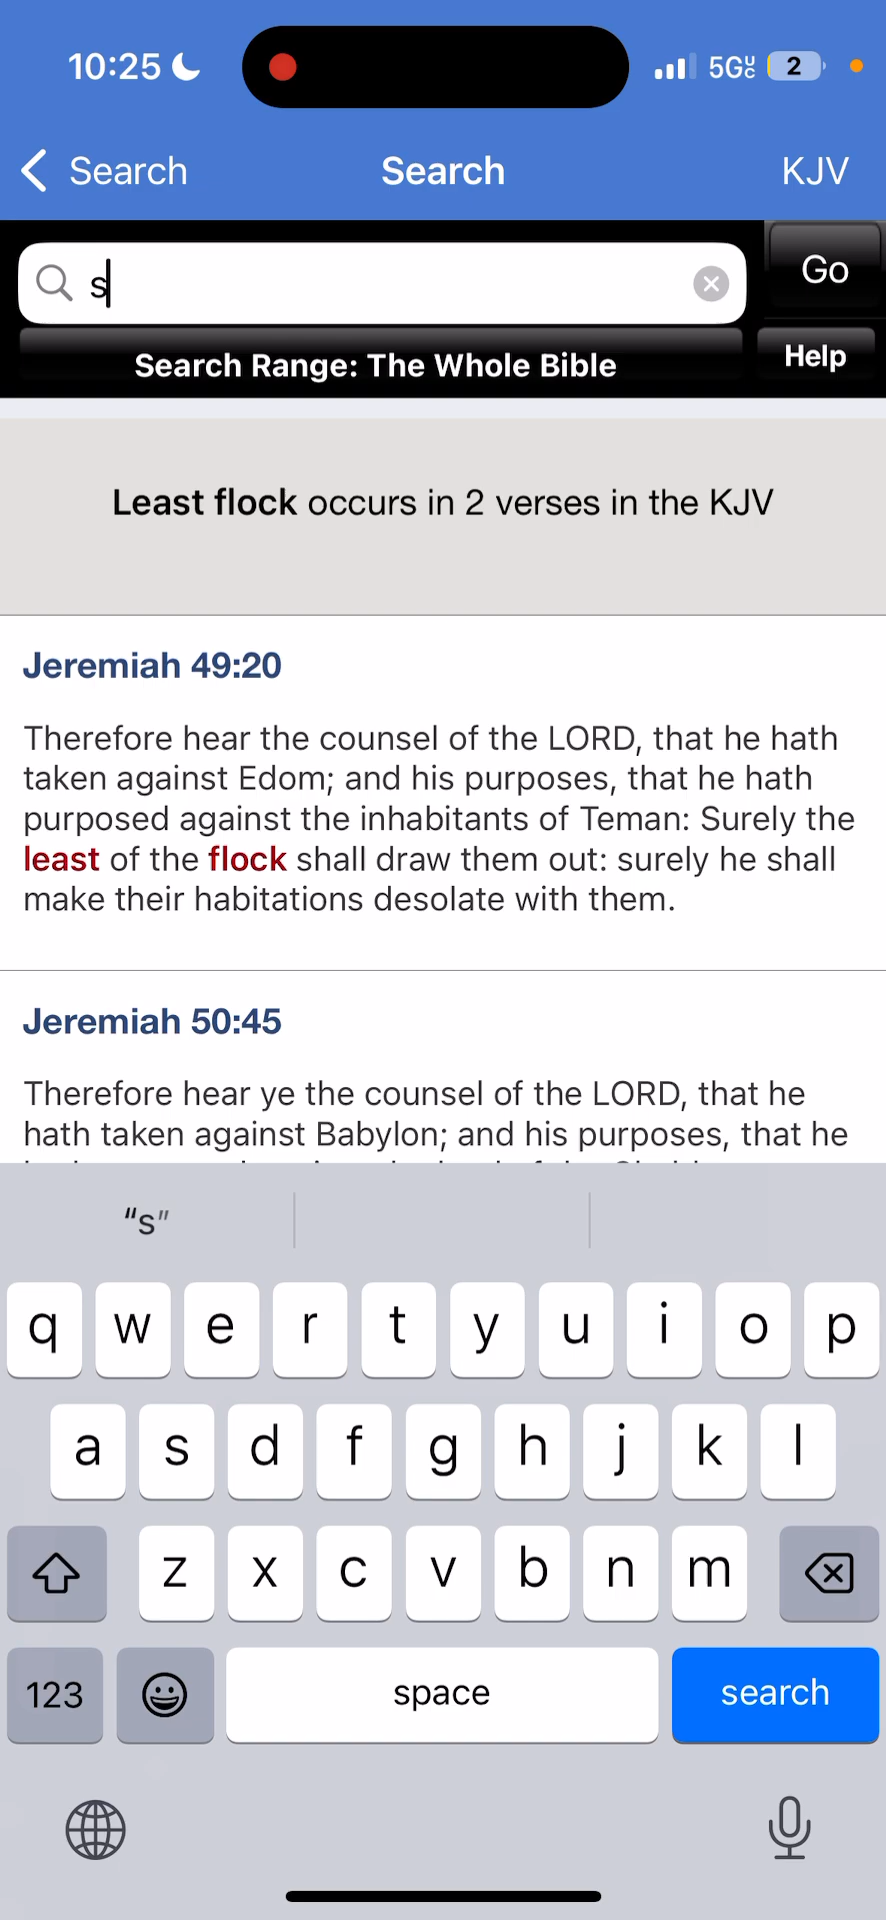 10:25 5G 2
Search Search KJV
s Go
Search Range: The Whole Bible Help
Least flock occurs in 2 verses in the KJV
Jeremiah 49:20
Therefore hear the counsel of the LORD, that he hath
taken against Edom; and his purposes, that he hath
purposed against the inhabitants of Teman: Surely the
least of the flock shall draw them out: surely he shall
make their habitations desolate with them.
Jeremiah 50:45
Therefore hear ye the counsel of the LORD, that he
hath taken against Babylon; and his purposes, that he
“s”
q w e r t y u i o p
a s d f g h j k l
z x c v b n m
123 space search